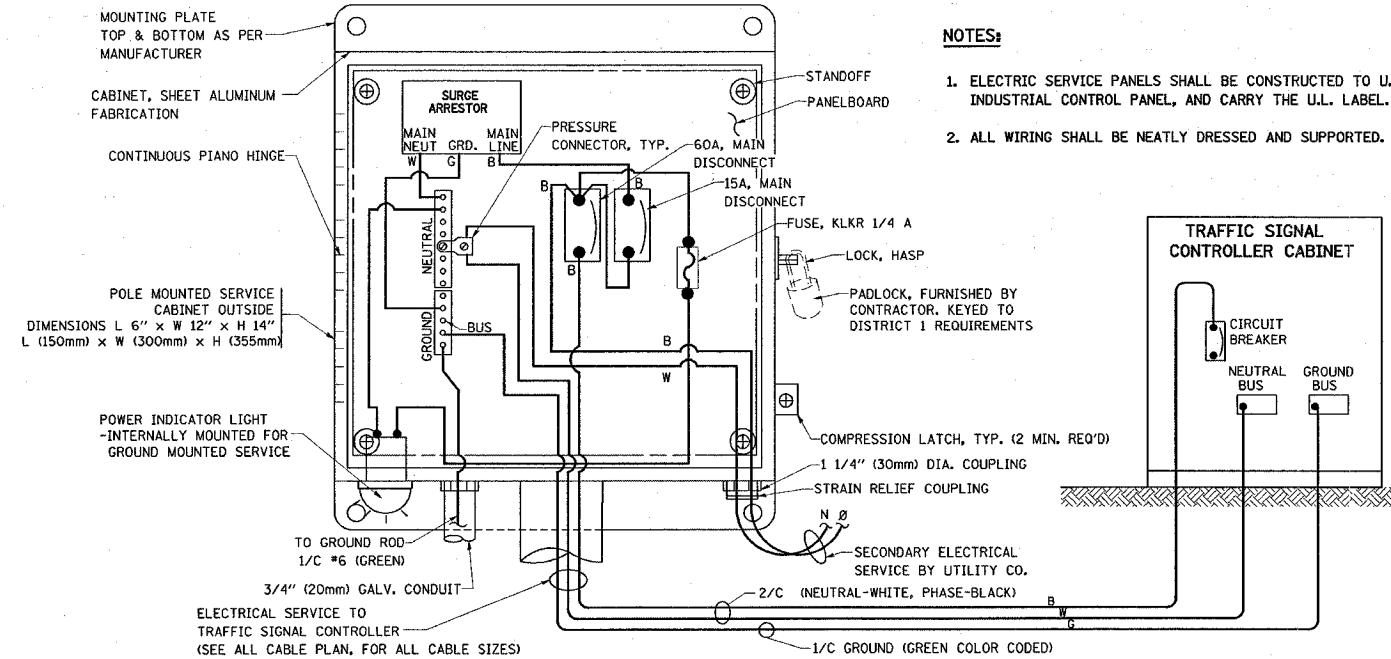 MOUNTING PLATE
TOP & BOTTOM AS PER
MANUFACTURER
CABINET, SHEET ALUMINUM
FABRICATION
CONTINUOUS PIANO HINGE
POLE MOUNTED SERVICE
CABINET OUTSIDE
DIMENSIONS L 6" x W 12" x H 14"
L (150mm) x W (300mm) x H (355mm)
POWER INDICATOR LIGHT
-INTERNALLY MOUNTED FOR
GROUND MOUNTED SERVICE
SURGE
ARRESTOR
MAIN
NEUT
GRD.
MAIN
LINE
W
G
B
NEUTRAL
GROUND
BUS
PRESSURE
CONNECTOR, TYP.
STANDOFF
PANELBOARD
60A, MAIN
DISCONNECT
15A, MAIN
DISCONNECT
B
B
B
FUSE, KLKR 1/4 A
LOCK, HASP
PADLOCK, FURNISHED BY
CONTRACTOR. KEYED TO
DISTRICT 1 REQUIREMENTS
B
W
COMPRESSION LATCH, TYP. (2 MIN. REQ'D)
1 1/4" (30mm) DIA. COUPLING
STRAIN RELIEF COUPLING
N Ø
SECONDARY ELECTRICAL
SERVICE BY UTILITY CO.
TO GROUND ROD
1/C #6 (GREEN)
3/4" (20mm) GALV. CONDUIT
ELECTRICAL SERVICE TO
TRAFFIC SIGNAL CONTROLLER
(SEE ALL CABLE PLAN, FOR ALL CABLE SIZES)
2/C (NEUTRAL-WHITE, PHASE-BLACK)
B
W
G
1/C GROUND (GREEN COLOR CODED)
NOTES:
1. ELECTRIC SERVICE PANELS SHALL BE CONSTRUCTED TO U.
INDUSTRIAL CONTROL PANEL, AND CARRY THE U.L. LABEL.
2. ALL WIRING SHALL BE NEATLY DRESSED AND SUPPORTED.
TRAFFIC SIGNAL
CONTROLLER CABINET
CIRCUIT
BREAKER
NEUTRAL
BUS
GROUND
BUS